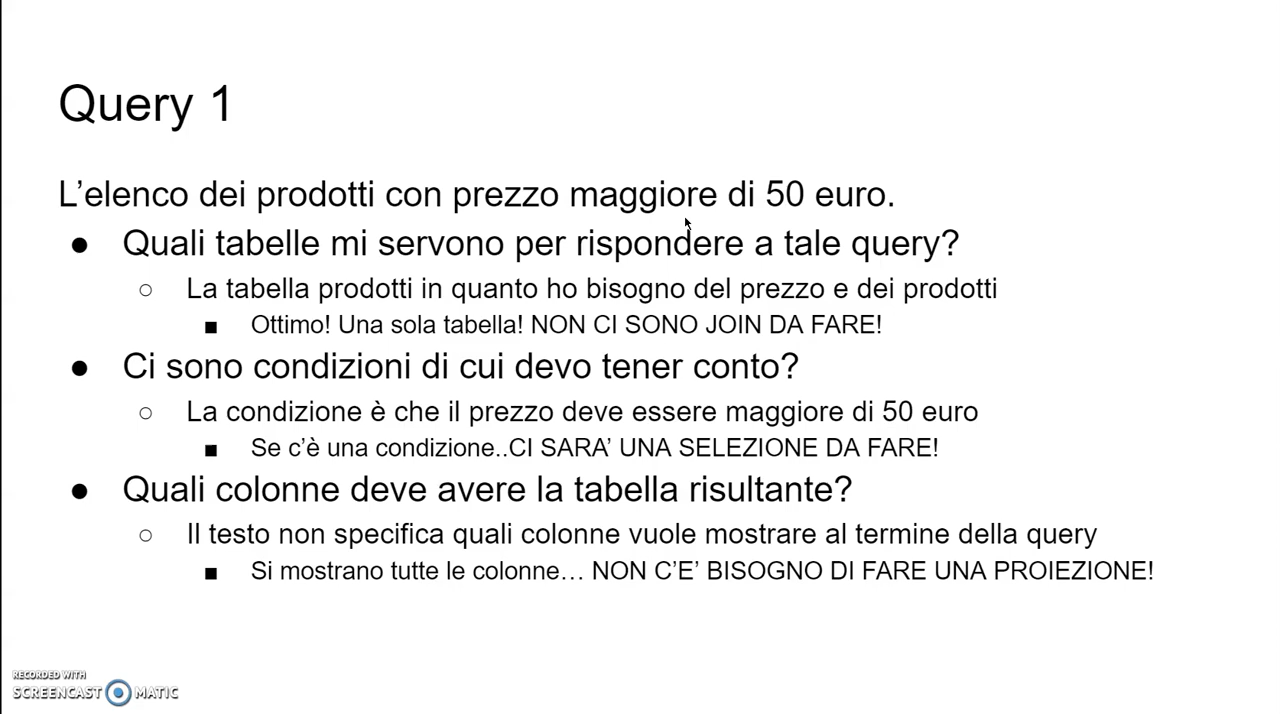 Query 1
L’elenco dei prodotti con prezzo maggiore di 50 euro.
● Quali tabelle mi servono per rispondere a tale query?
○ La tabella prodotti in quanto ho bisogno del prezzo e dei prodotti
■ Ottimo! Una sola tabella! NON CI SONO JOIN DA FARE!
● Ci sono condizioni di cui devo tener conto?
○ La condizione è che il prezzo deve essere maggiore di 50 euro
■ Se c’è una condizione..CI SARA’ UNA SELEZIONE DA FARE!
● Quali colonne deve avere la tabella risultante?
○ Il testo non specifica quali colonne vuole mostrare al termine della query
■ Si mostrano tutte le colonne… NON C’E’ BISOGNO DI FARE UNA PROIEZIONE!
RECORDED WITH
SCREENCAST MATIC